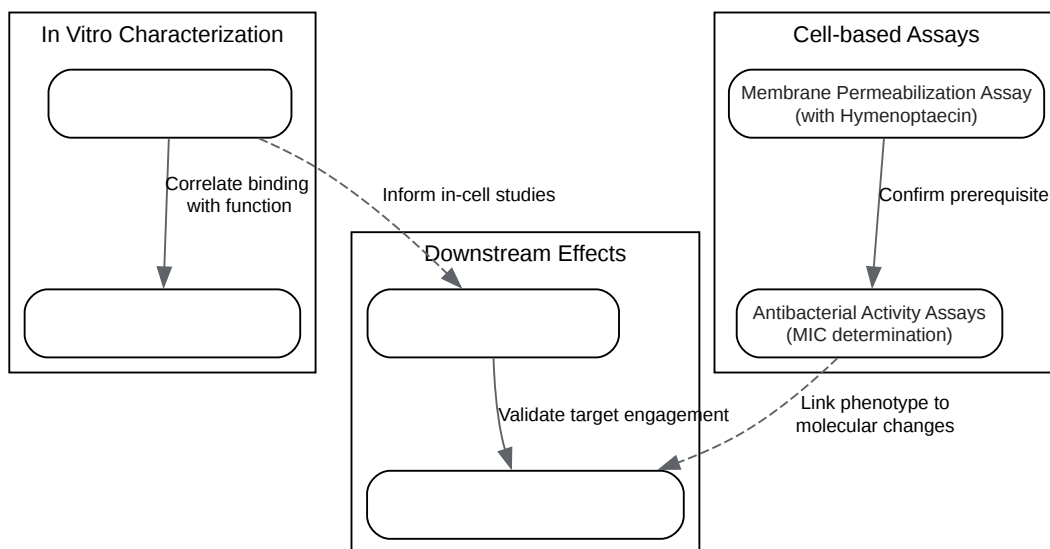 In Vitro Characterization
Correlate binding
with function
Inform in-cell studies
Downstream Effects
Validate target engagement
Cell-based Assays
Membrane Permeabilization Assay
(with Hymenoptaecin)
Confirm prerequisite
Antibacterial Activity Assays
(MIC determination)
Link phenotype to
molecular changes